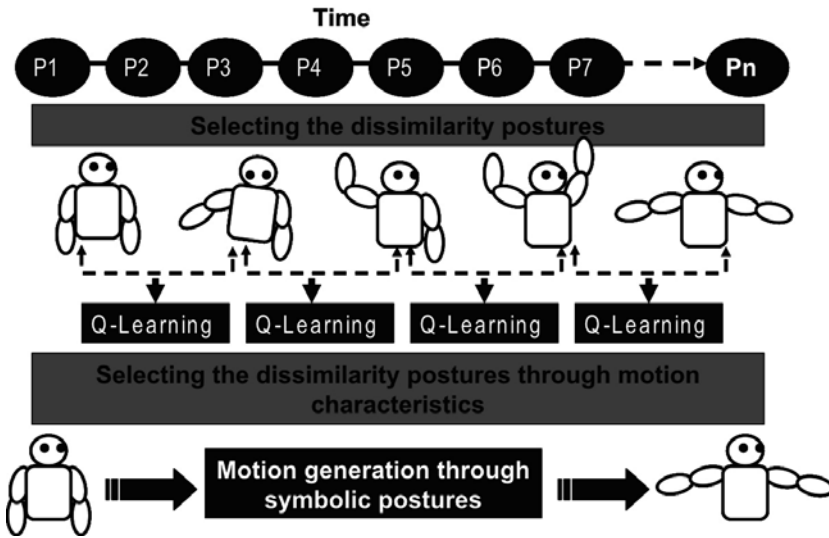 Time
P1 P2 P3 P4 P5 P6 P7 Pn
Selecting the dissimilarity postures
Q-Learning Q-Learning Q-Learning Q-Learning
Selecting the dissimilarity postures through motion
characteristics
Motion generation through
symbolic postures